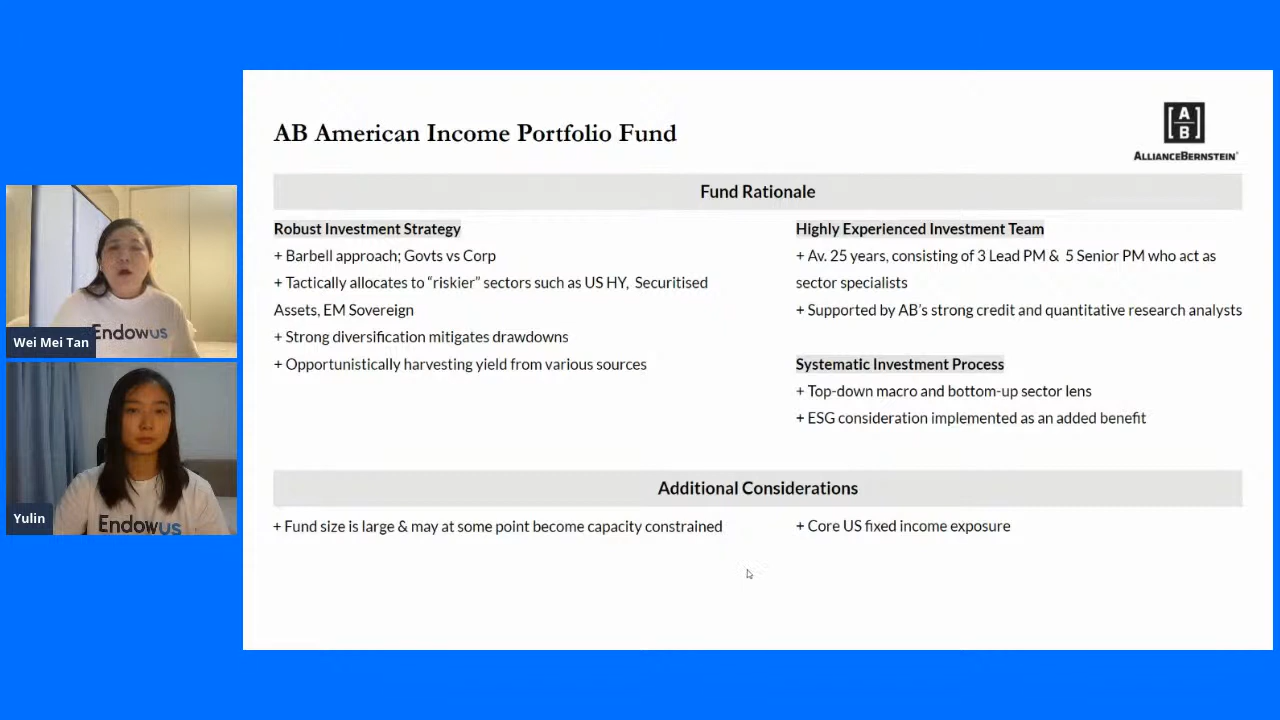 AB American Income Portfolio Fund
[A
B]
ALLIANCEBERNSTEIN®
Fund Rationale
Robust Investment Strategy
+ Barbell approach; Govts vs Corp
+ Tactically allocates to “riskier” sectors such as US HY, Securitised
Assets, EM Sovereign
+ Strong diversification mitigates drawdowns
+ Opportunistically harvesting yield from various sources
Highly Experienced Investment Team
+ Av. 25 years, consisting of 3 Lead PM & 5 Senior PM who act as
sector specialists
+ Supported by AB’s strong credit and quantitative research analysts
Systematic Investment Process
+ Top-down macro and bottom-up sector lens
+ ESG consideration implemented as an added benefit
Additional Considerations
+ Fund size is large & may at some point become capacity constrained
+ Core US fixed income exposure
Endowus
Wei Mei Tan
Endowus
Yulin